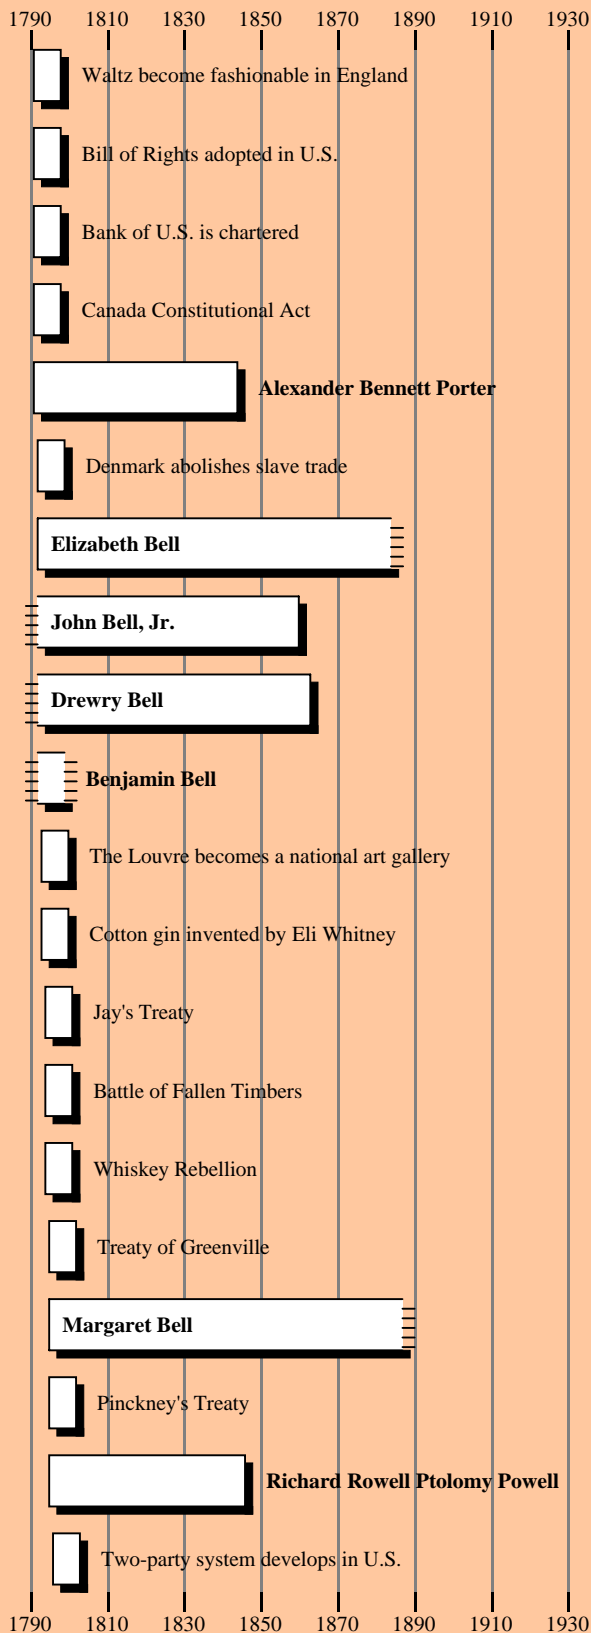 1790 1810 1830 1850 1870 1890 1910 1930
Waltz become fashionable in England
Bill of Rights adopted in U.S.
Bank of U.S. is chartered
Canada Constitutional Act
Alexander Bennett Porter
Denmark abolishes slave trade
Elizabeth Bell
John Bell, Jr.
Drewry Bell
Benjamin Bell
The Louvre becomes a national art gallery
Cotton gin invented by Eli Whitney
Jay's Treaty
Battle of Fallen Timbers
Whiskey Rebellion
Treaty of Greenville
Margaret Bell
Pinckney's Treaty
Richard Rowell Ptolomy Powell
Two-party system develops in U.S.
1790 1810 1830 1850 1870 1890 1910 1930